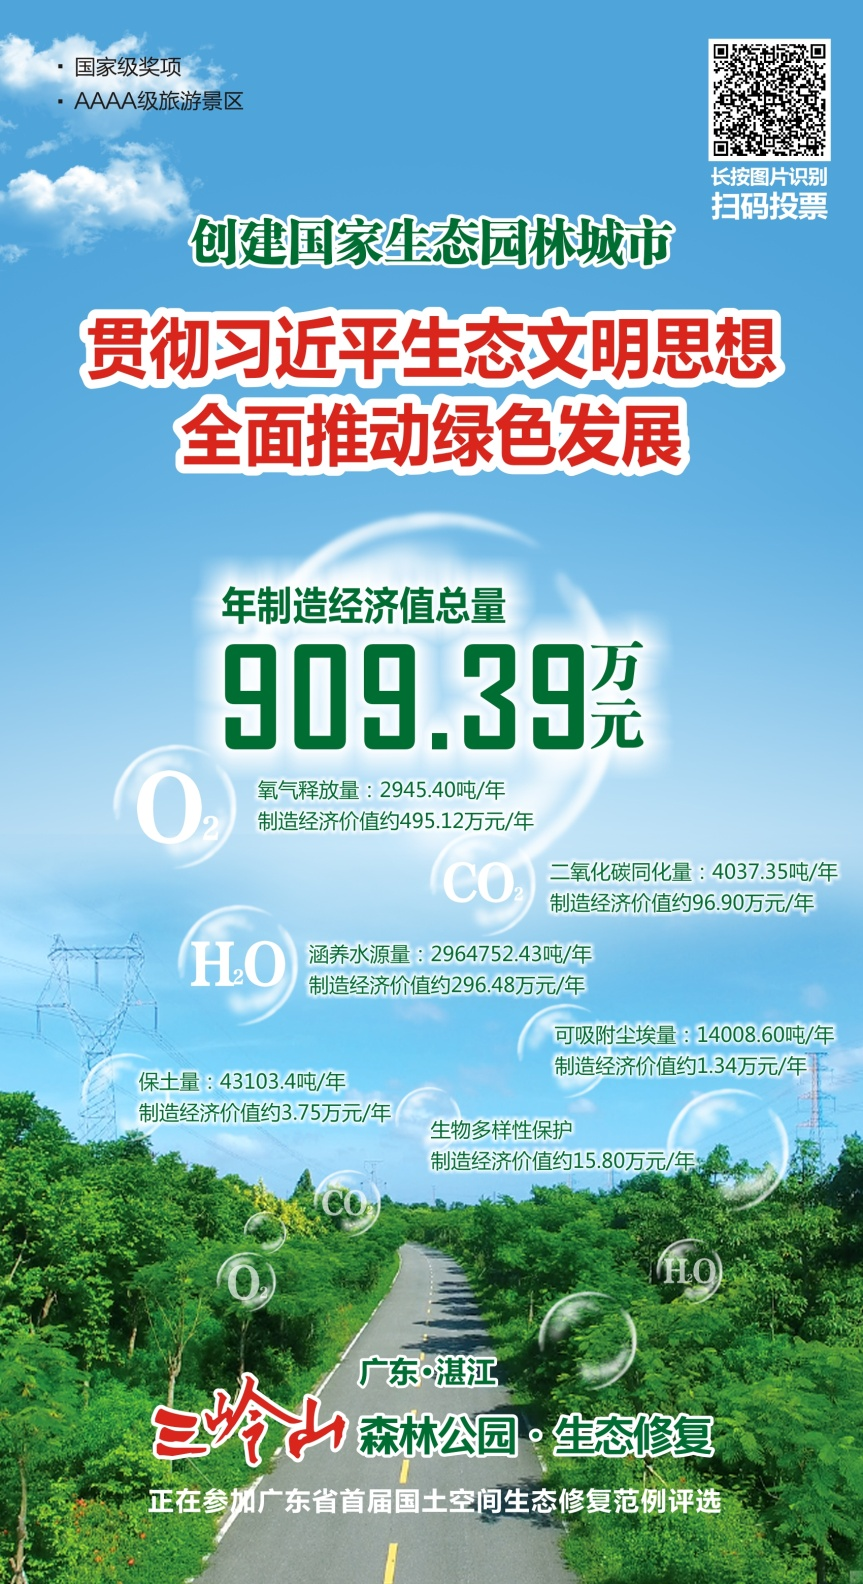 · 国家级奖项
· AAAA级旅游景区
长按图片识别
扫码投票
创建国家生态园林城市
贯彻习近平生态文明思想
全面推动绿色发展
年制造经济值总量
909.39万元
O2
氧气释放量：2945.40吨/年
制造经济价值约495.12万元/年
CO2
二氧化碳同化量：4037.35吨/年
制造经济价值约96.90万元/年
H2O
涵养水源量：2964752.43吨/年
制造经济价值约296.48万元/年
可吸附尘埃量：14008.60吨/年
制造经济价值约1.34万元/年
保土量：43103.4吨/年
制造经济价值约3.75万元/年
生物多样性保护
制造经济价值约15.80万元/年
CO2
O2
H2O
广东·湛江
三岭山 森林公园·生态修复
正在参加广东省首届国土空间生态修复范例评选